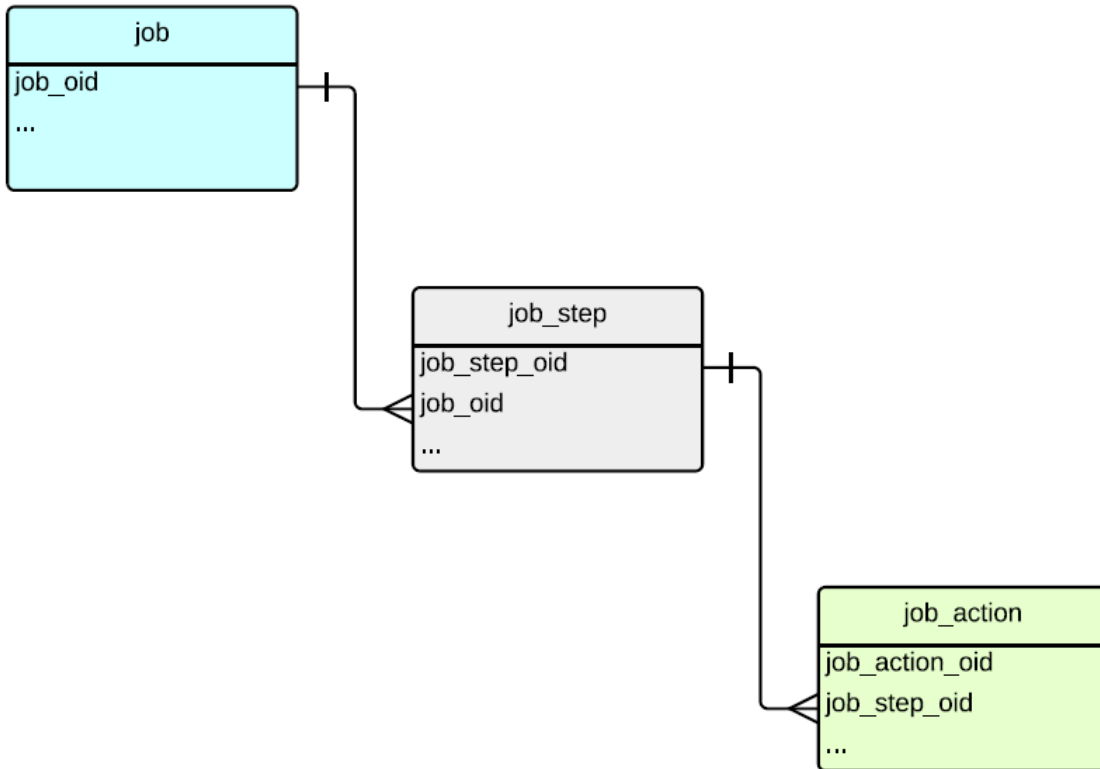 job
job_oid
...
job_step
job_step_oid
job_oid
...
job_action
job_action_oid
job_step_oid
...